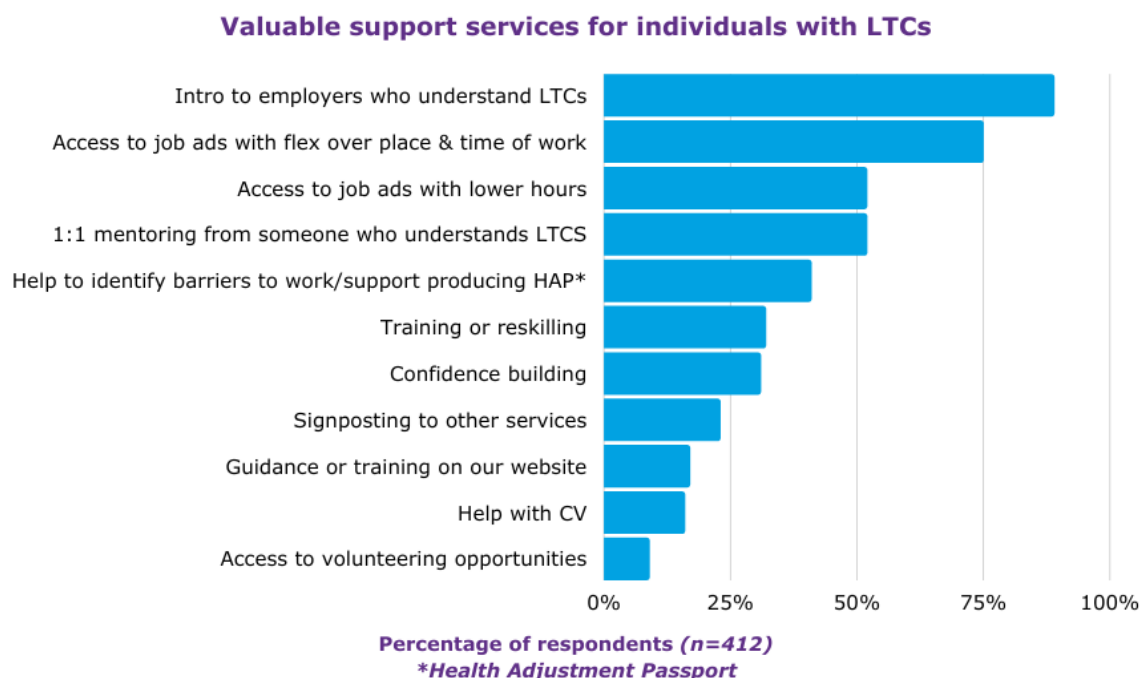 Valuable support services for individuals with LTCs
Intro to employers who understand LTCs
Access to job ads with flex over place & time of work
Access to job ads with lower hours
1:1 mentoring from someone who understands LTCS
Help to identify barriers to work/support producing HAP*
Training or reskilling
Confidence building
Signposting to other services
Guidance or training on our website
Help with CV
Access to volunteering opportunities
0% 25% 50% 75% 100%
Percentage of respondents (n=412)
*Health Adjustment Passport